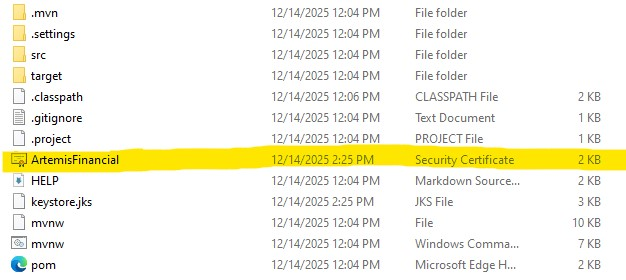 .mvn 12/14/2025 12:04 PM File folder
.settings 12/14/2025 12:04 PM File folder
src 12/14/2025 12:04 PM File folder
target 12/14/2025 12:04 PM File folder
.classpath 12/14/2025 12:06 PM CLASSPATH File 2 KB
.gitignore 12/14/2025 12:04 PM Text Document 1 KB
.project 12/14/2025 12:04 PM PROJECT File 1 KB
ArtemisFinancial 12/14/2025 2:25 PM Security Certificate 2 KB
HELP 12/14/2025 12:04 PM Markdown Source... 2 KB
keystore.jks 12/14/2025 2:25 PM JKS File 3 KB
mvnw 12/14/2025 12:04 PM File 10 KB
mvnw 12/14/2025 12:04 PM Windows Comma... 7 KB
pom 12/14/2025 12:04 PM Microsoft Edge H... 2 KB